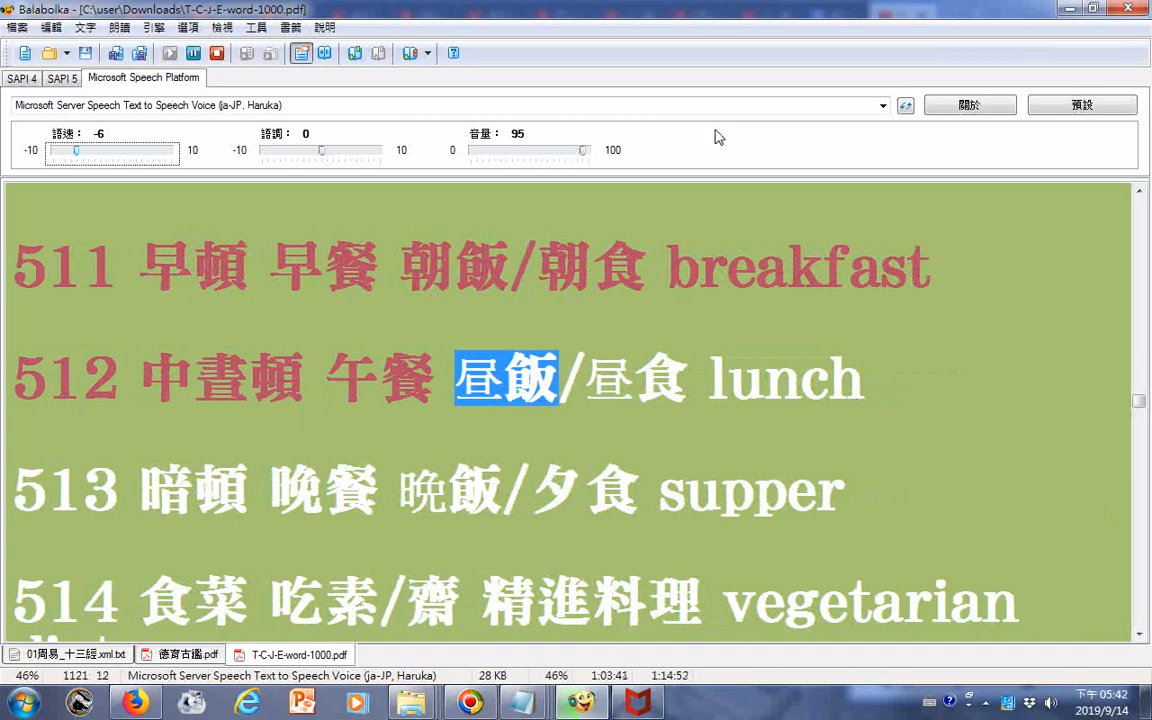 Balabolka - [C:\user\Downloads\T-C-J-E-word-1000.pdf]
檔案 編輯 文字 朗讀 引擎 選項 檢視 工具 書籤 說明
SAPI 4 SAPI 5 Microsoft Speech Platform
Microsoft Server Speech Text to Speech Voice (ja-JP, Haruka) 關於 預設
語速： -6 語調： 0 音量： 95
-10 10 -10 10 0 100
511 早頓 早餐 朝飯/朝食 breakfast
512 中晝頓 午餐 昼飯/昼食 lunch
513 暗頓 晚餐 晩飯/夕食 supper
514 食菜 吃素/齋 精進料理 vegetarian
01周易_十三經.xml.txt 德育古鑑.pdf T-C-J-E-word-1000.pdf
46% 1121 12 Microsoft Server Speech Text to Speech Voice (ja-JP, Haruka) 28 KB 46% 1:03:41 1:14:52
下午 05:42
2019/9/14